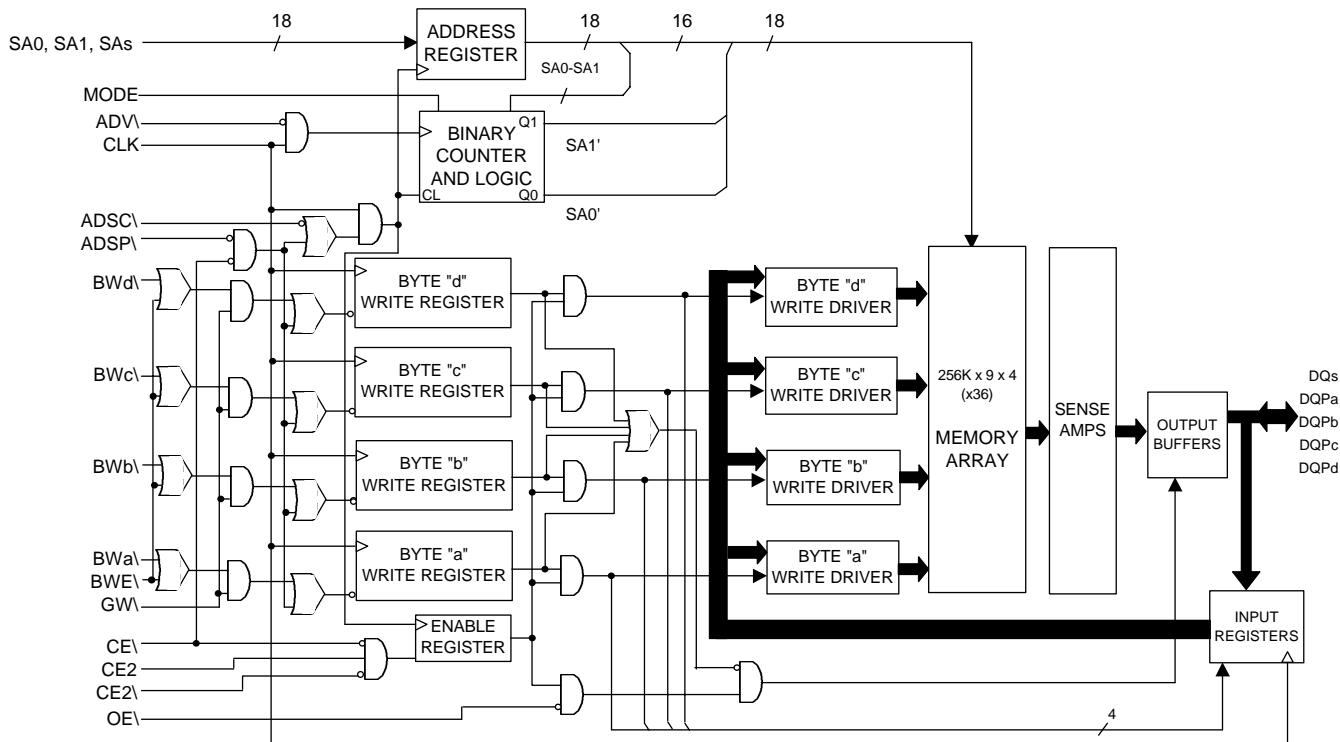 18
18
16
18
SA0, SA1, SAs
ADDRESS
REGISTER
SA0-SA1
MODE
ADV\
CLK
Q1
BINARY
COUNTER
AND LOGIC
CL
Q0
SA1'
SA0'
ADSC\
ADSP\
BWd\
BYTE "d"
WRITE REGISTER
BYTE "d"
WRITE DRIVER
BWc\
BYTE "c"
WRITE REGISTER
BYTE "c"
WRITE DRIVER
256K x 9 x 4
(x36)
MEMORY
ARRAY
SENSE
AMPS
OUTPUT
BUFFERS
DQs
DQPa
DQPb
DQPc
DQPd
BWb\
BYTE "b"
WRITE REGISTER
BYTE "b"
WRITE DRIVER
BWa\
BWE\
GW\
BYTE "a"
WRITE REGISTER
BYTE "a"
WRITE DRIVER
INPUT
REGISTERS
ENABLE
REGISTER
CE\
CE2
CE2\
OE\
4